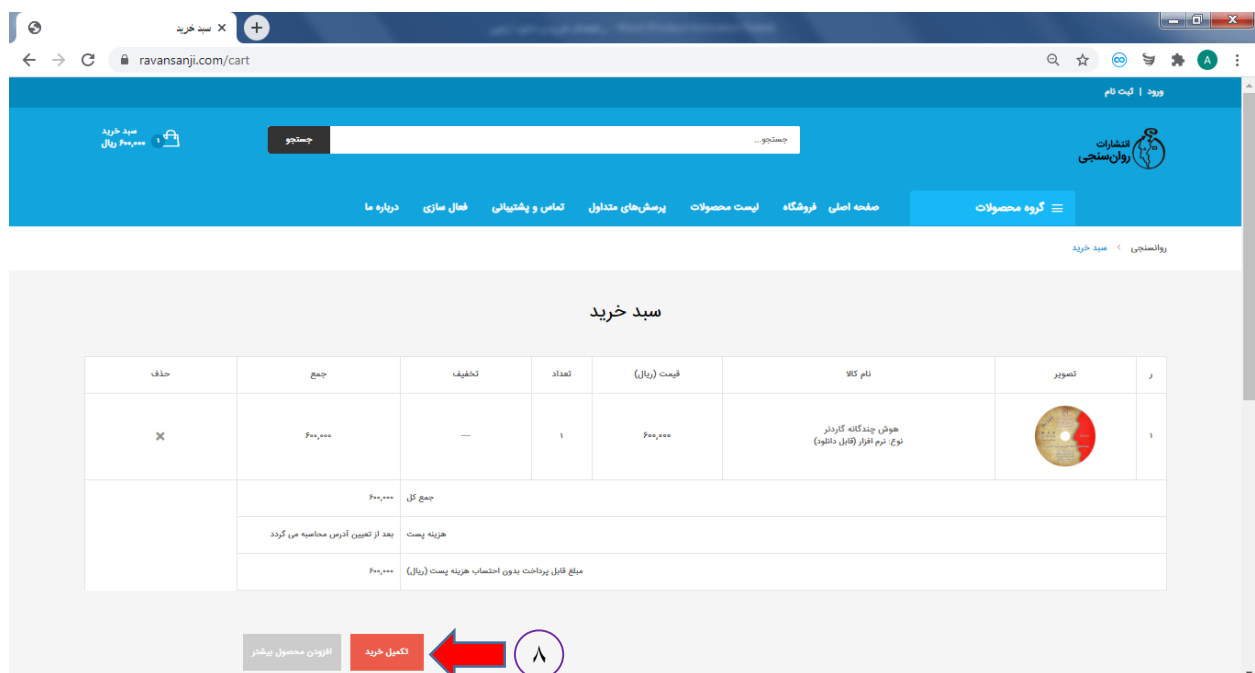 سبد خرید
ravansanji.com/cart
A
ورود | ثبت نام
انتشارات
روان‌سنجی
جستجو...
جستجو
سبد خرید
۱
۶۰۰,۰۰۰ ریال
گروه محصولات
صفحه اصلی فروشگاه لیست محصولات پرسش‌های متداول تماس و پشتیبانی فعال سازی درباره ما
روانسنجی > سبد خرید
سبد خرید
ر تصویر نام کالا قیمت (ریال) تعداد تخفیف جمع حذف
۱ هوش چندگانه گاردنر ۶۰۰,۰۰۰ ۱ --- ۶۰۰,۰۰۰
نوع: نرم افزار (قابل دانلود)
جمع کل ۶۰۰,۰۰۰
هزینه پست بعد از تعیین آدرس محاسبه می گردد
مبلغ قابل پرداخت بدون احتساب هزینه پست (ریال) ۶۰۰,۰۰۰
۸ تکمیل خرید افزودن محصول بیشتر